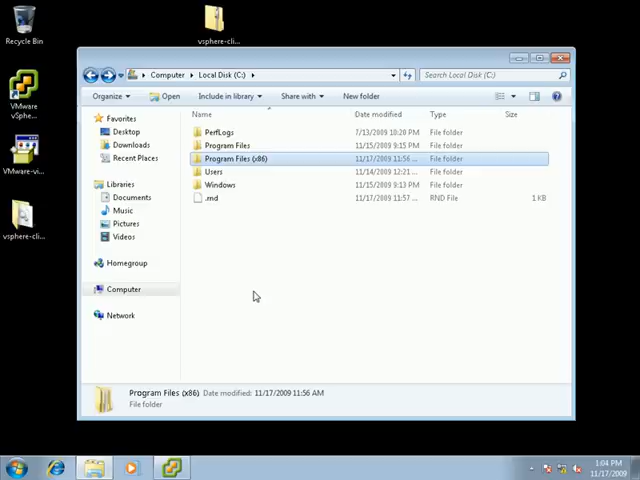 Recycle Bin
vsphere-cli...
VMware
vSphe...
VMware-vi...
vsphere-cli...
Computer Local Disk (C:)
Search Local Disk (C:)
Organize Open Include in library Share with New folder
Name Date modified Type Size
Favorites
Desktop
Downloads
Recent Places
Libraries
Documents
Music
Pictures
Videos
Homegroup
Computer
Network
PerfLogs 7/13/2009 10:20 PM File folder
Program Files 11/15/2009 9:15 PM File folder
Program Files (x86) 11/17/2009 11:56 ... File folder
Users 11/14/2009 12:21 ... File folder
Windows 11/15/2009 9:13 PM File folder
.rnd 11/17/2009 11:57 ... RND File 1 KB
Program Files (x86) Date modified: 11/17/2009 11:56 AM
File folder
1:04 PM
11/17/2009